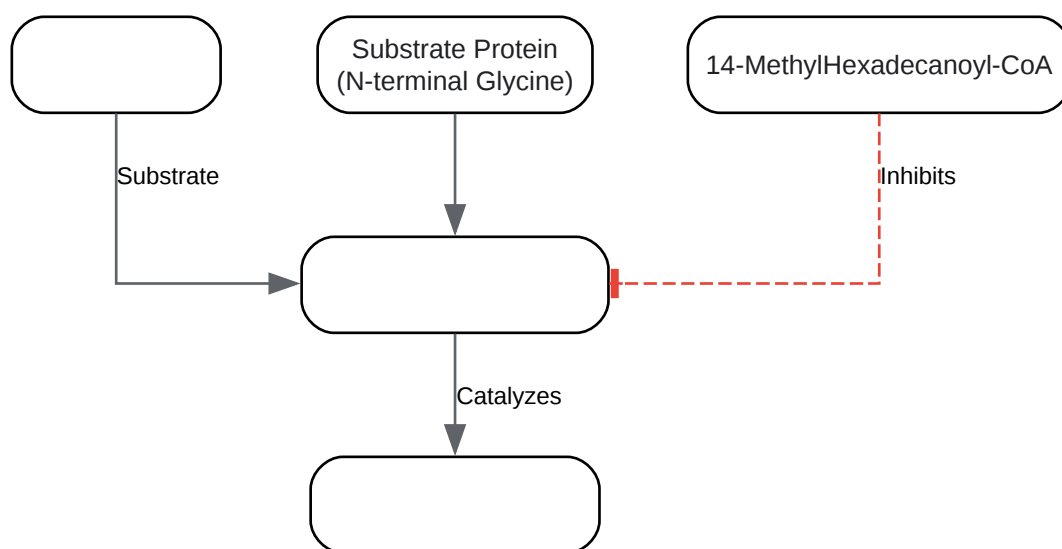 Substrate Protein
(N-terminal Glycine)
14-MethylHexadecanoyl-CoA
Substrate
Inhibits
Catalyzes